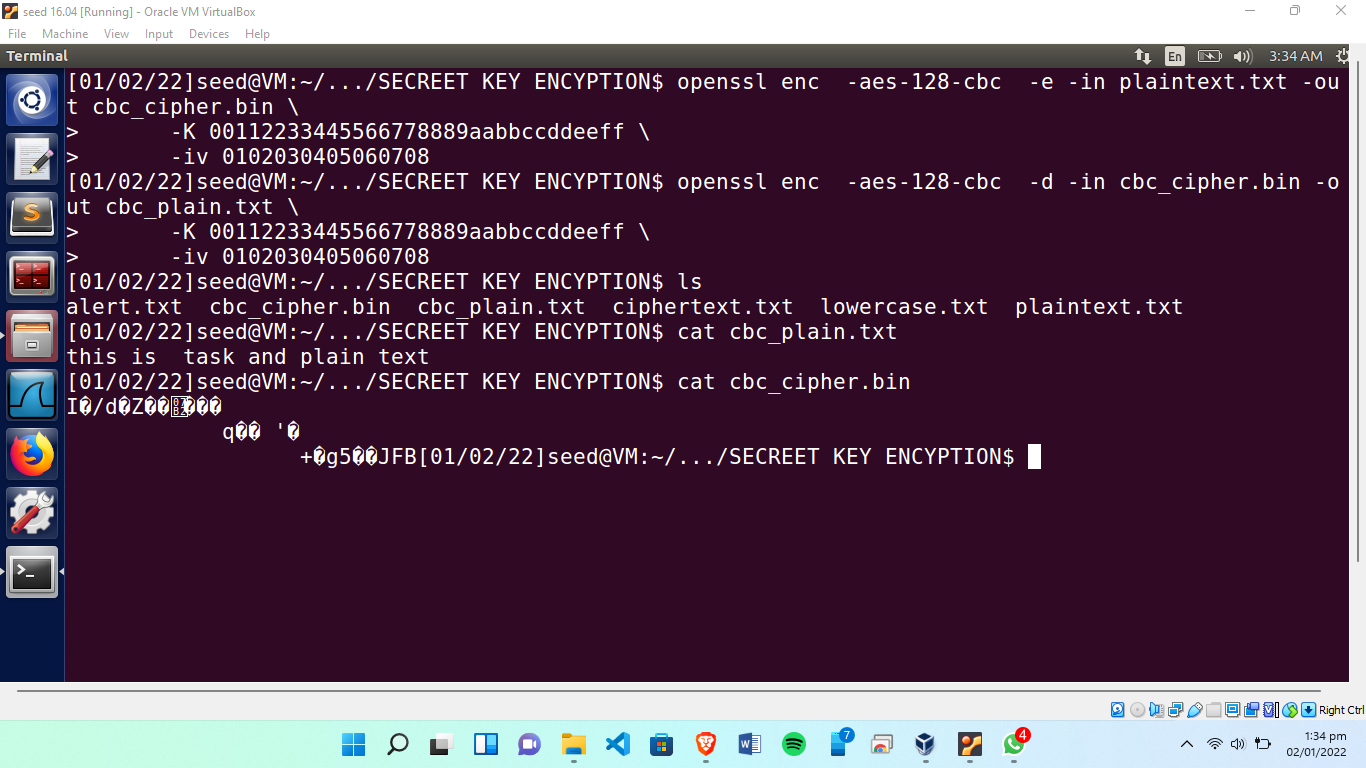 seed 16.04 [Running] - Oracle VM VirtualBox
File Machine View Input Devices Help
Terminal En 3:34 AM
[01/02/22]seed@VM:~/.../SECREET KEY ENCYPTION$ openssl enc  -aes-128-cbc  -e -in plaintext.txt -ou
t cbc_cipher.bin \
>       -K 00112233445566778889aabbccddeeff \
>       -iv 0102030405060708
[01/02/22]seed@VM:~/.../SECREET KEY ENCYPTION$ openssl enc  -aes-128-cbc  -d -in cbc_cipher.bin -o
ut cbc_plain.txt \
>       -K 00112233445566778889aabbccddeeff \
>       -iv 0102030405060708
[01/02/22]seed@VM:~/.../SECREET KEY ENCYPTION$ ls
alert.txt  cbc_cipher.bin  cbc_plain.txt  ciphertext.txt  lowercase.txt  plaintext.txt
[01/02/22]seed@VM:~/.../SECREET KEY ENCYPTION$ cat cbc_plain.txt
this is  task and plain text
[01/02/22]seed@VM:~/.../SECREET KEY ENCYPTION$ cat cbc_cipher.bin
I�/d�Z�����
q�� '�
+�g5��JFB[01/02/22]seed@VM:~/.../SECREET KEY ENCYPTION$
Right Ctrl
7
4
1:34 pm
02/01/2022